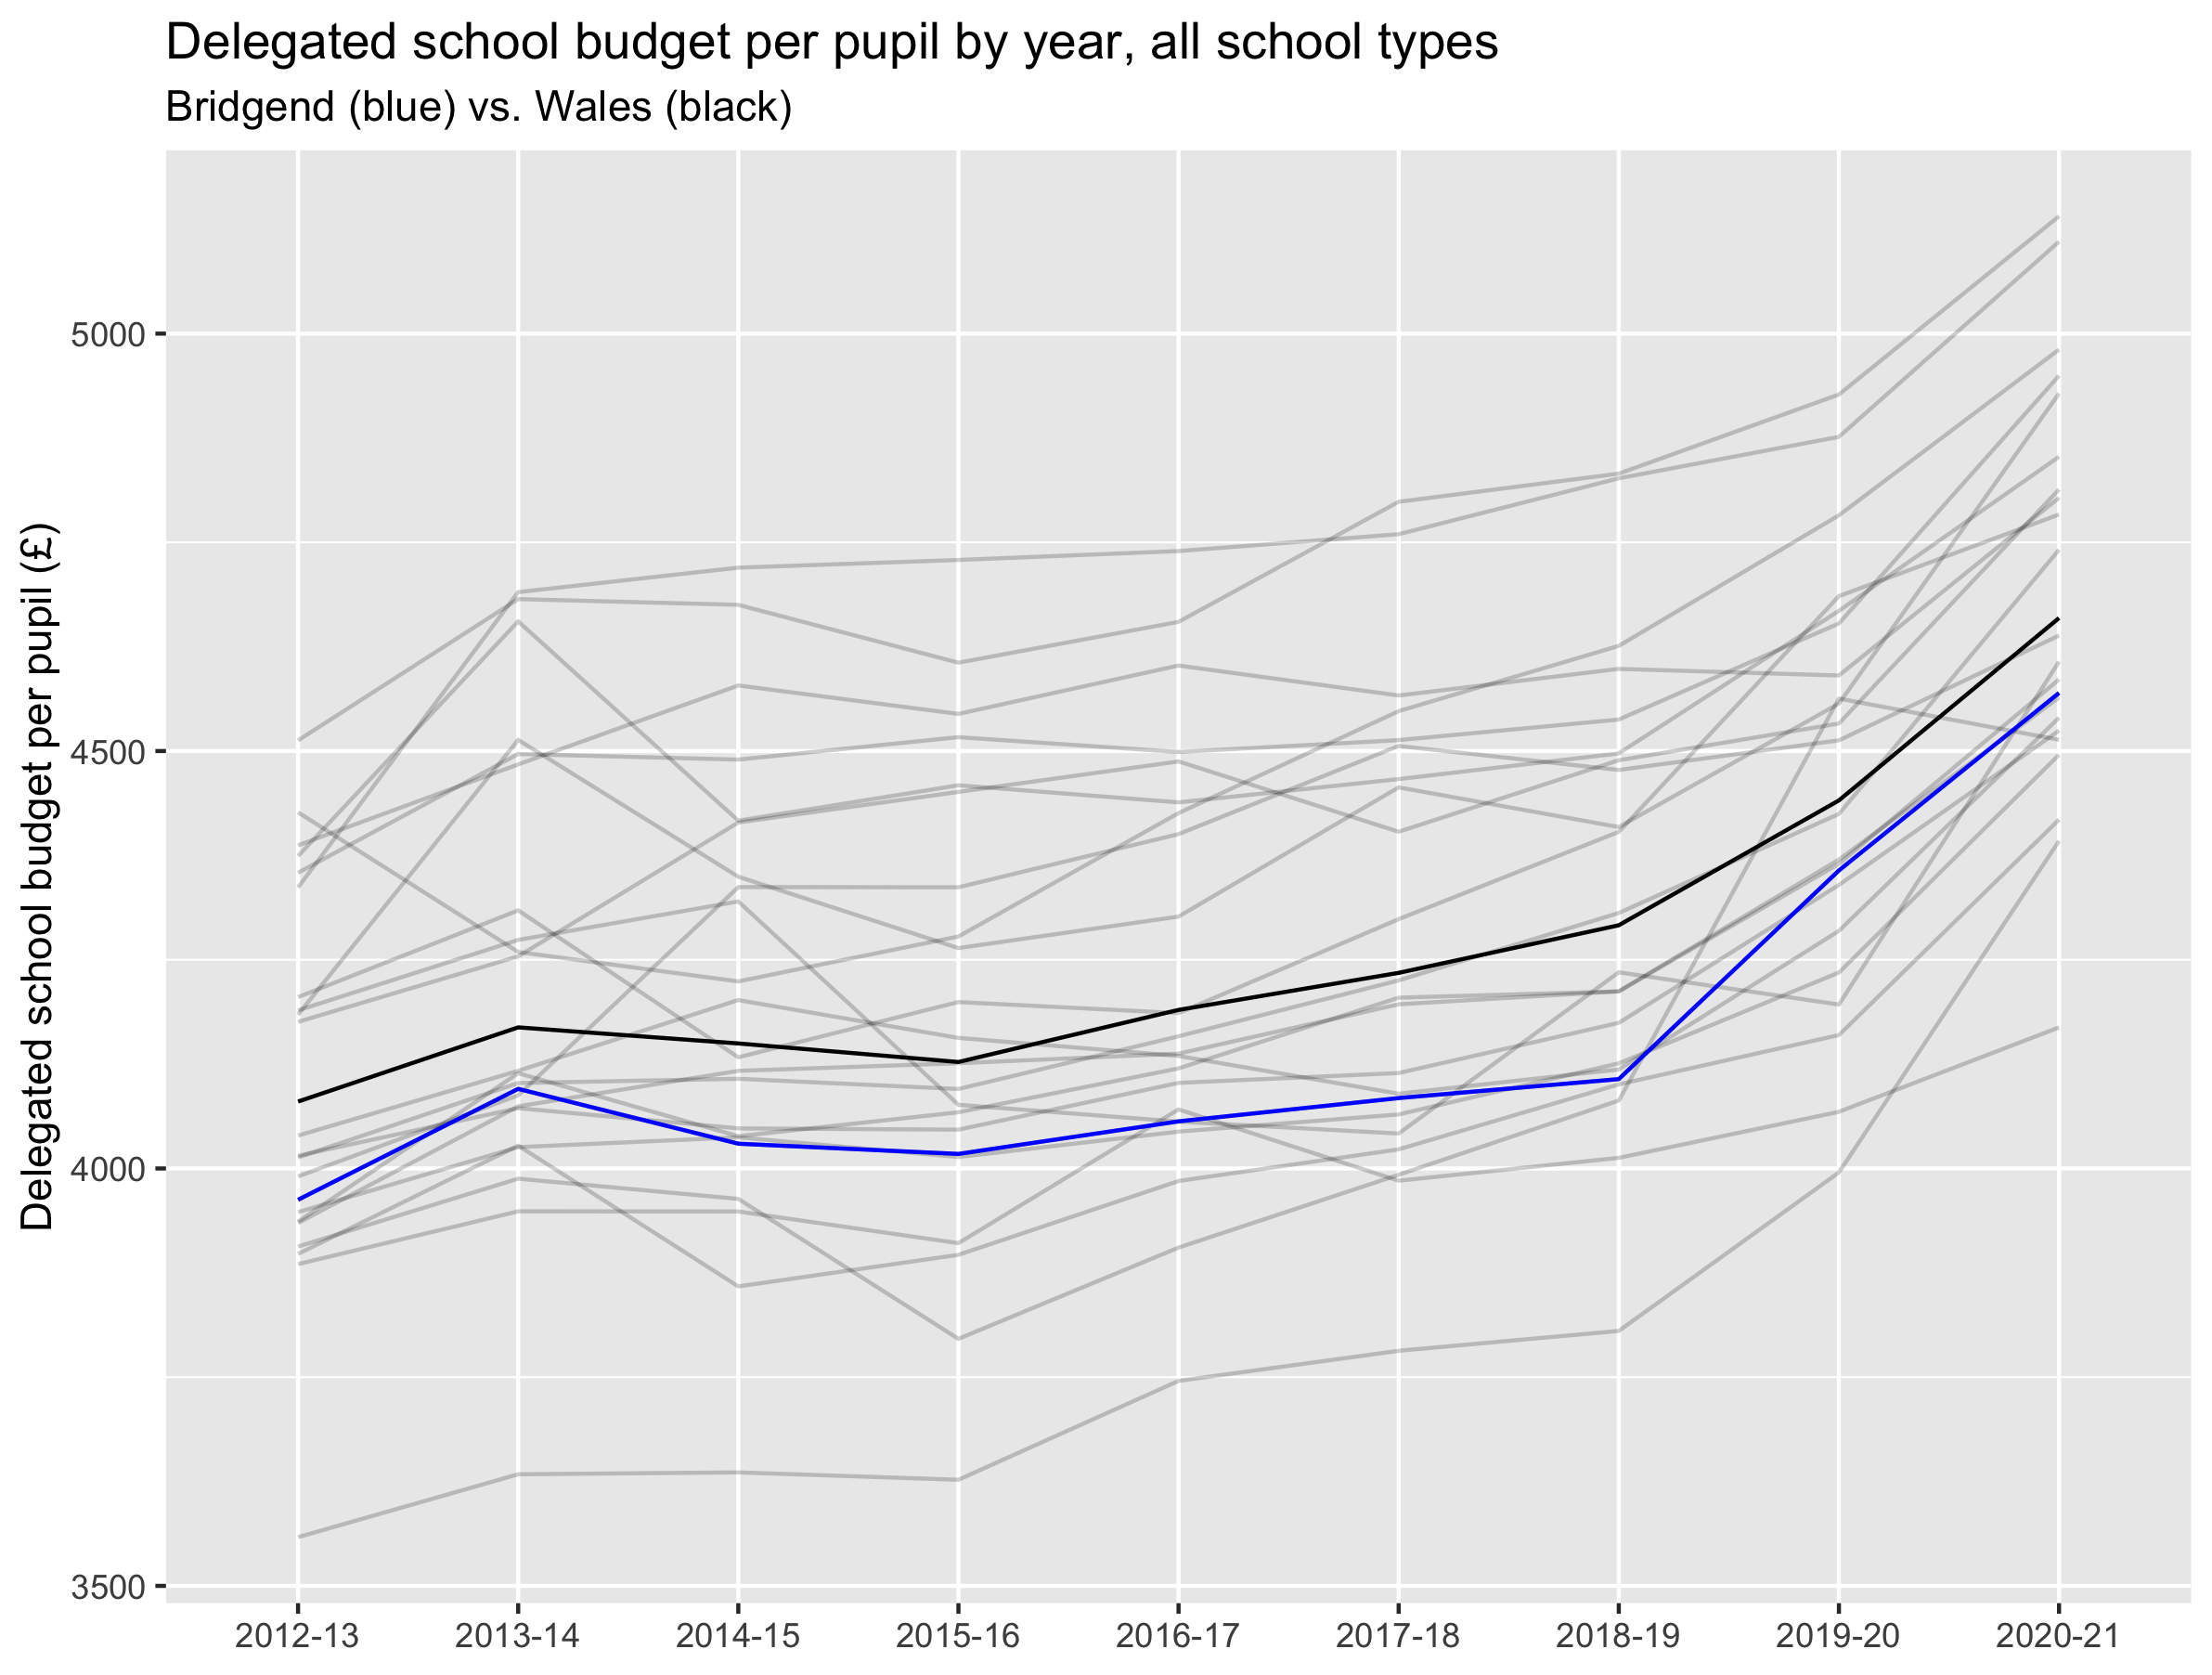 Delegated school budget per pupil by year, all school types
Bridgend (blue) vs. Wales (black)
Delegated school budget per pupil (£)
5000
4500
4000
3500
2012-13 2013-14 2014-15 2015-16 2016-17 2017-18 2018-19 2019-20 2020-21